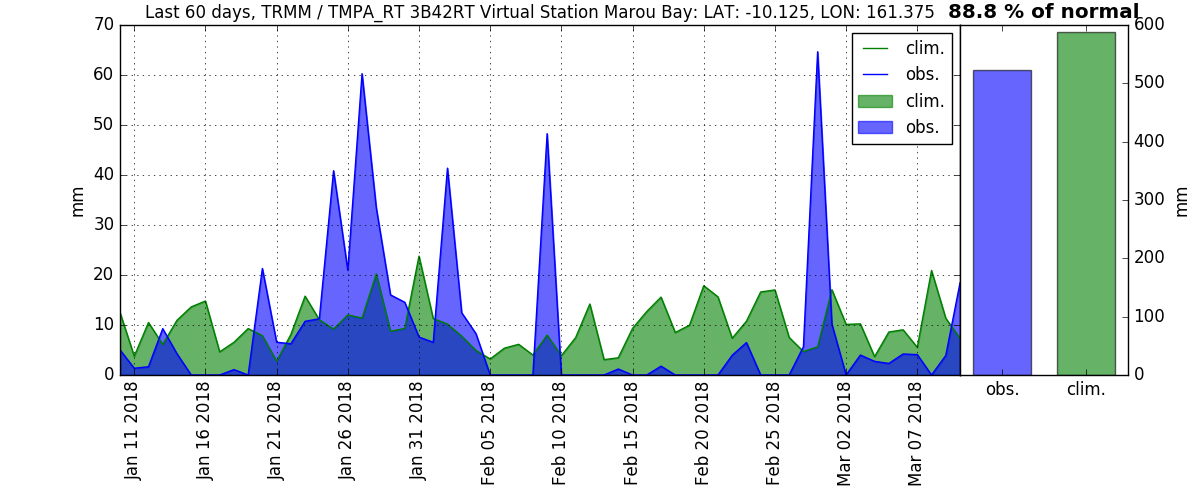 Last 60 days, TRMM / TMPA_RT 3B42RT Virtual Station Marou Bay: LAT: -10.125, LON: 161.375
88.8 % of normal
70
60
50
40
30
20
10
0
mm
clim.
obs.
clim.
obs.
Jan 11 2018
Jan 16 2018
Jan 21 2018
Jan 26 2018
Jan 31 2018
Feb 05 2018
Feb 10 2018
Feb 15 2018
Feb 20 2018
Feb 25 2018
Mar 02 2018
Mar 07 2018
600
500
400
300
200
100
0
mm
obs.
clim.